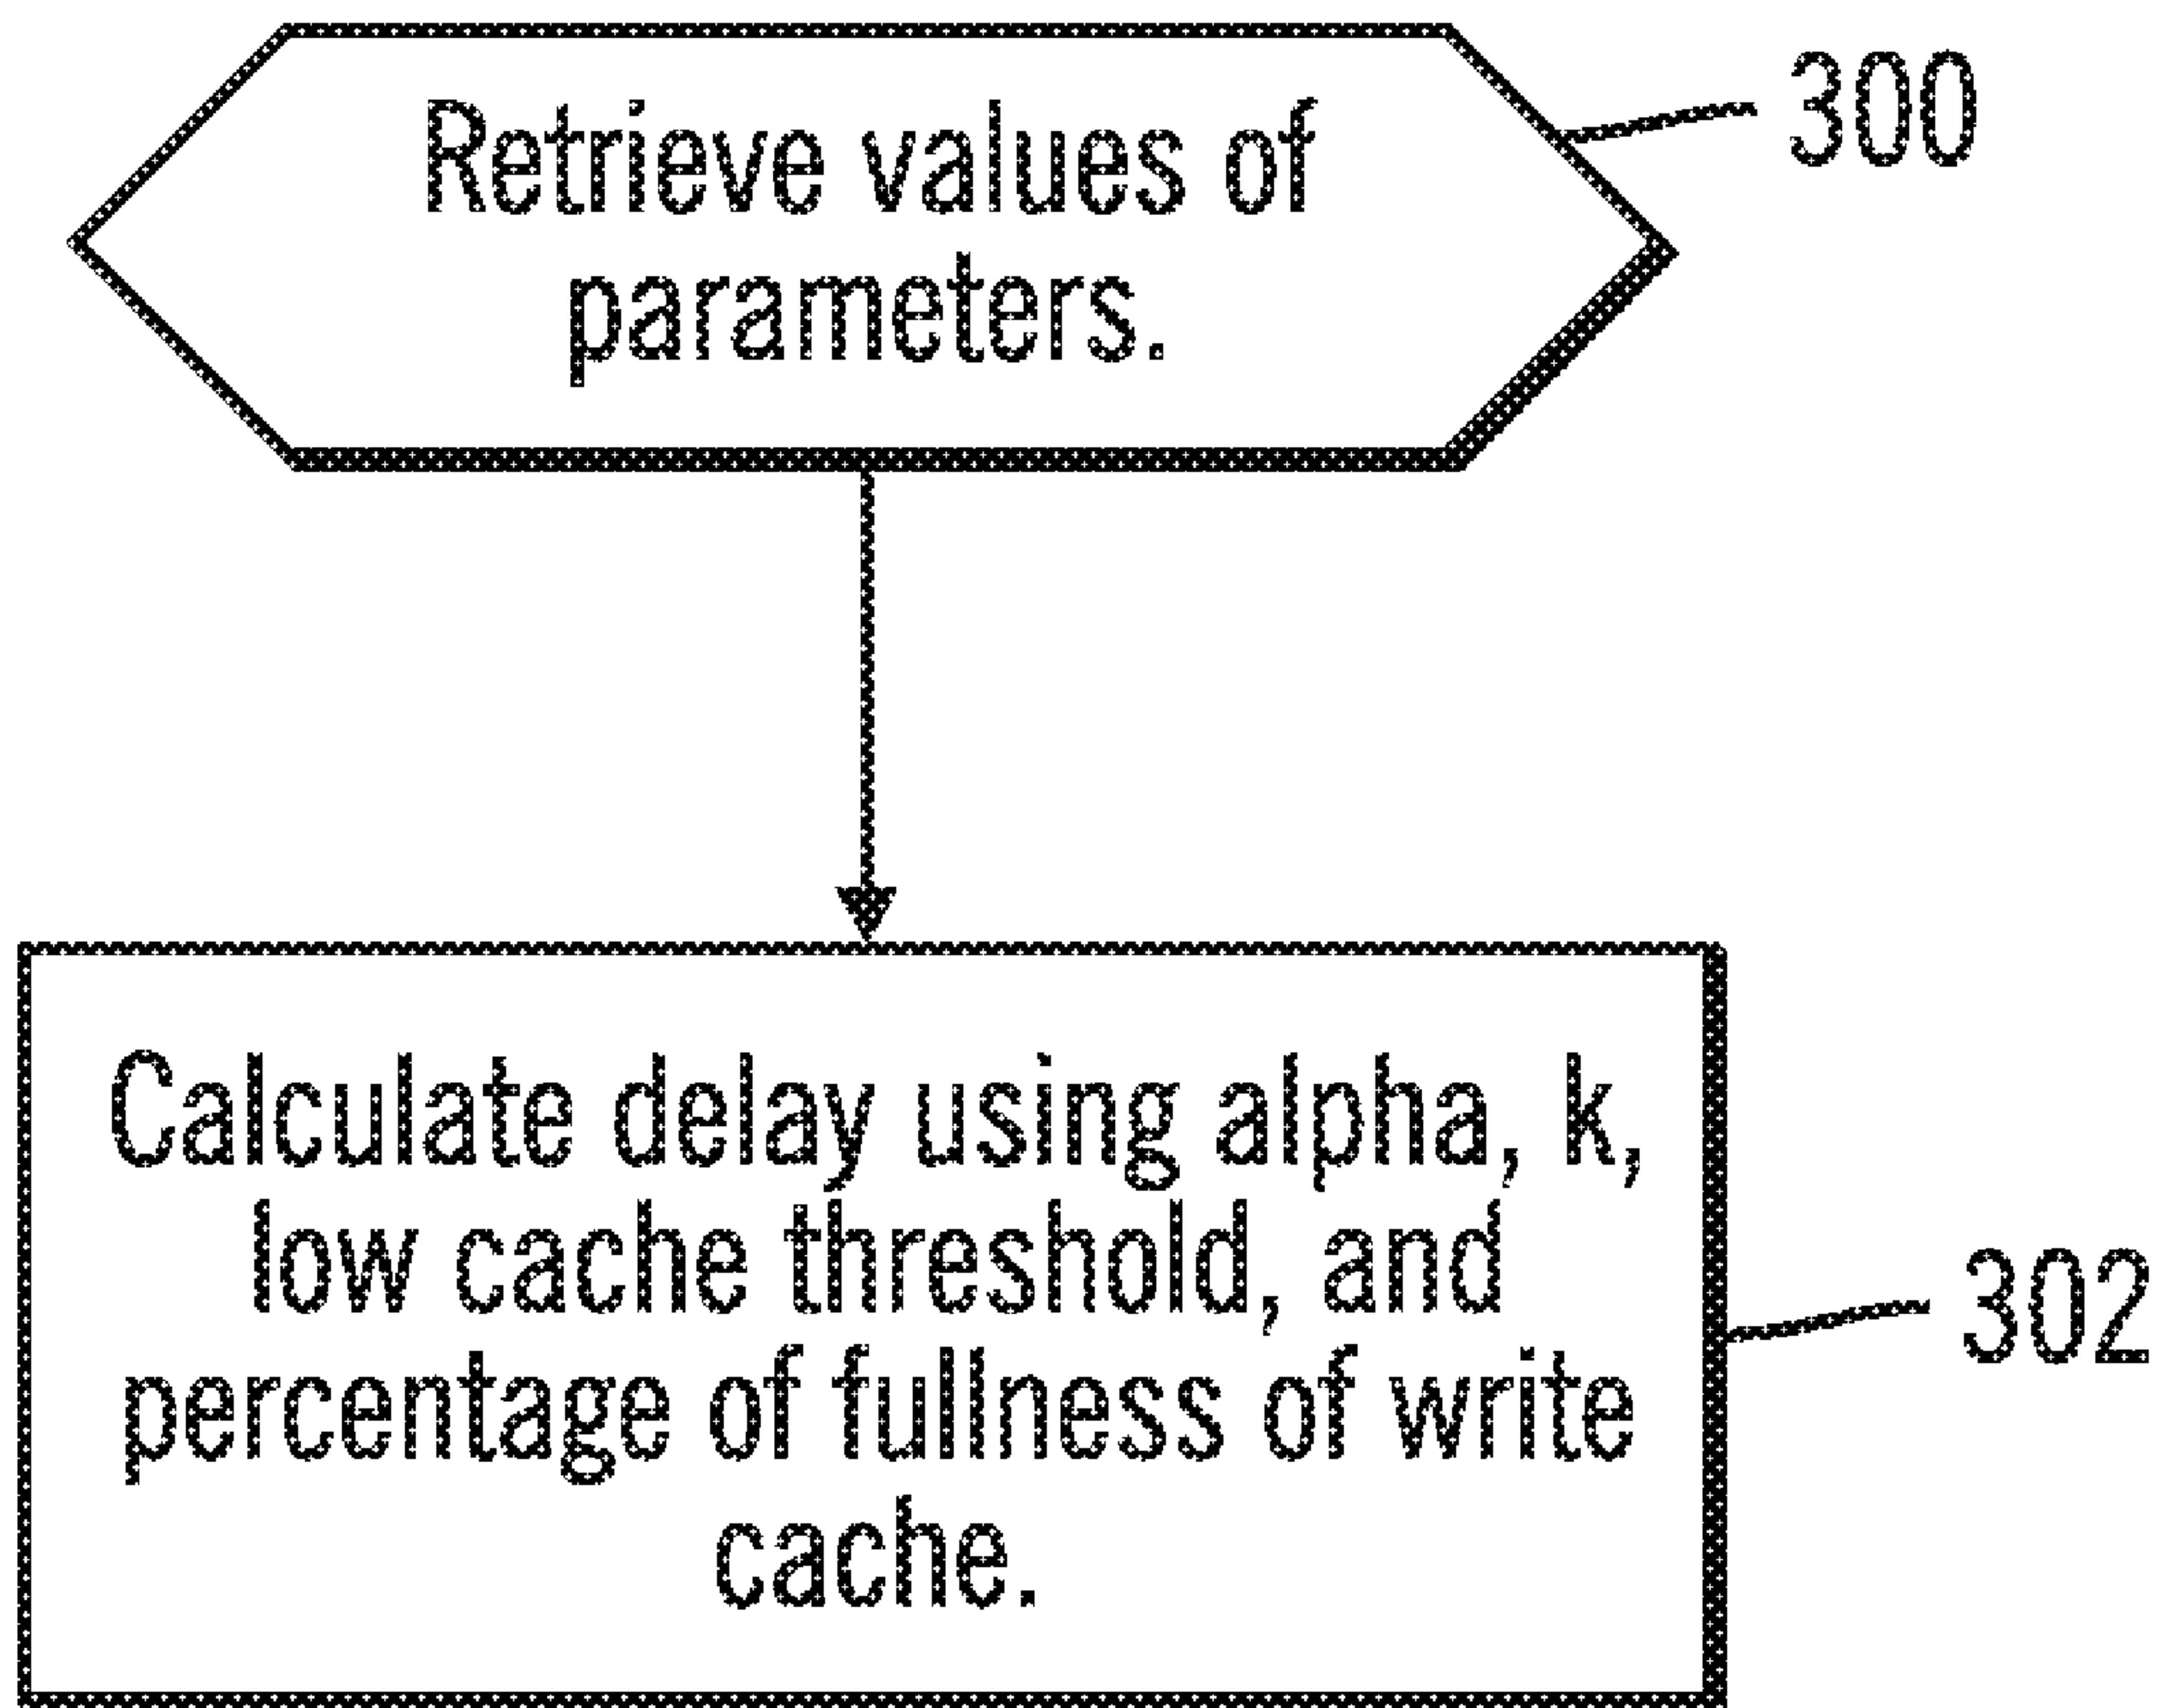 Retrieve values of
parameters.
300
Calculate delay using alpha, k,
low cache threshold, and
percentage of fullness of write
cache.
302